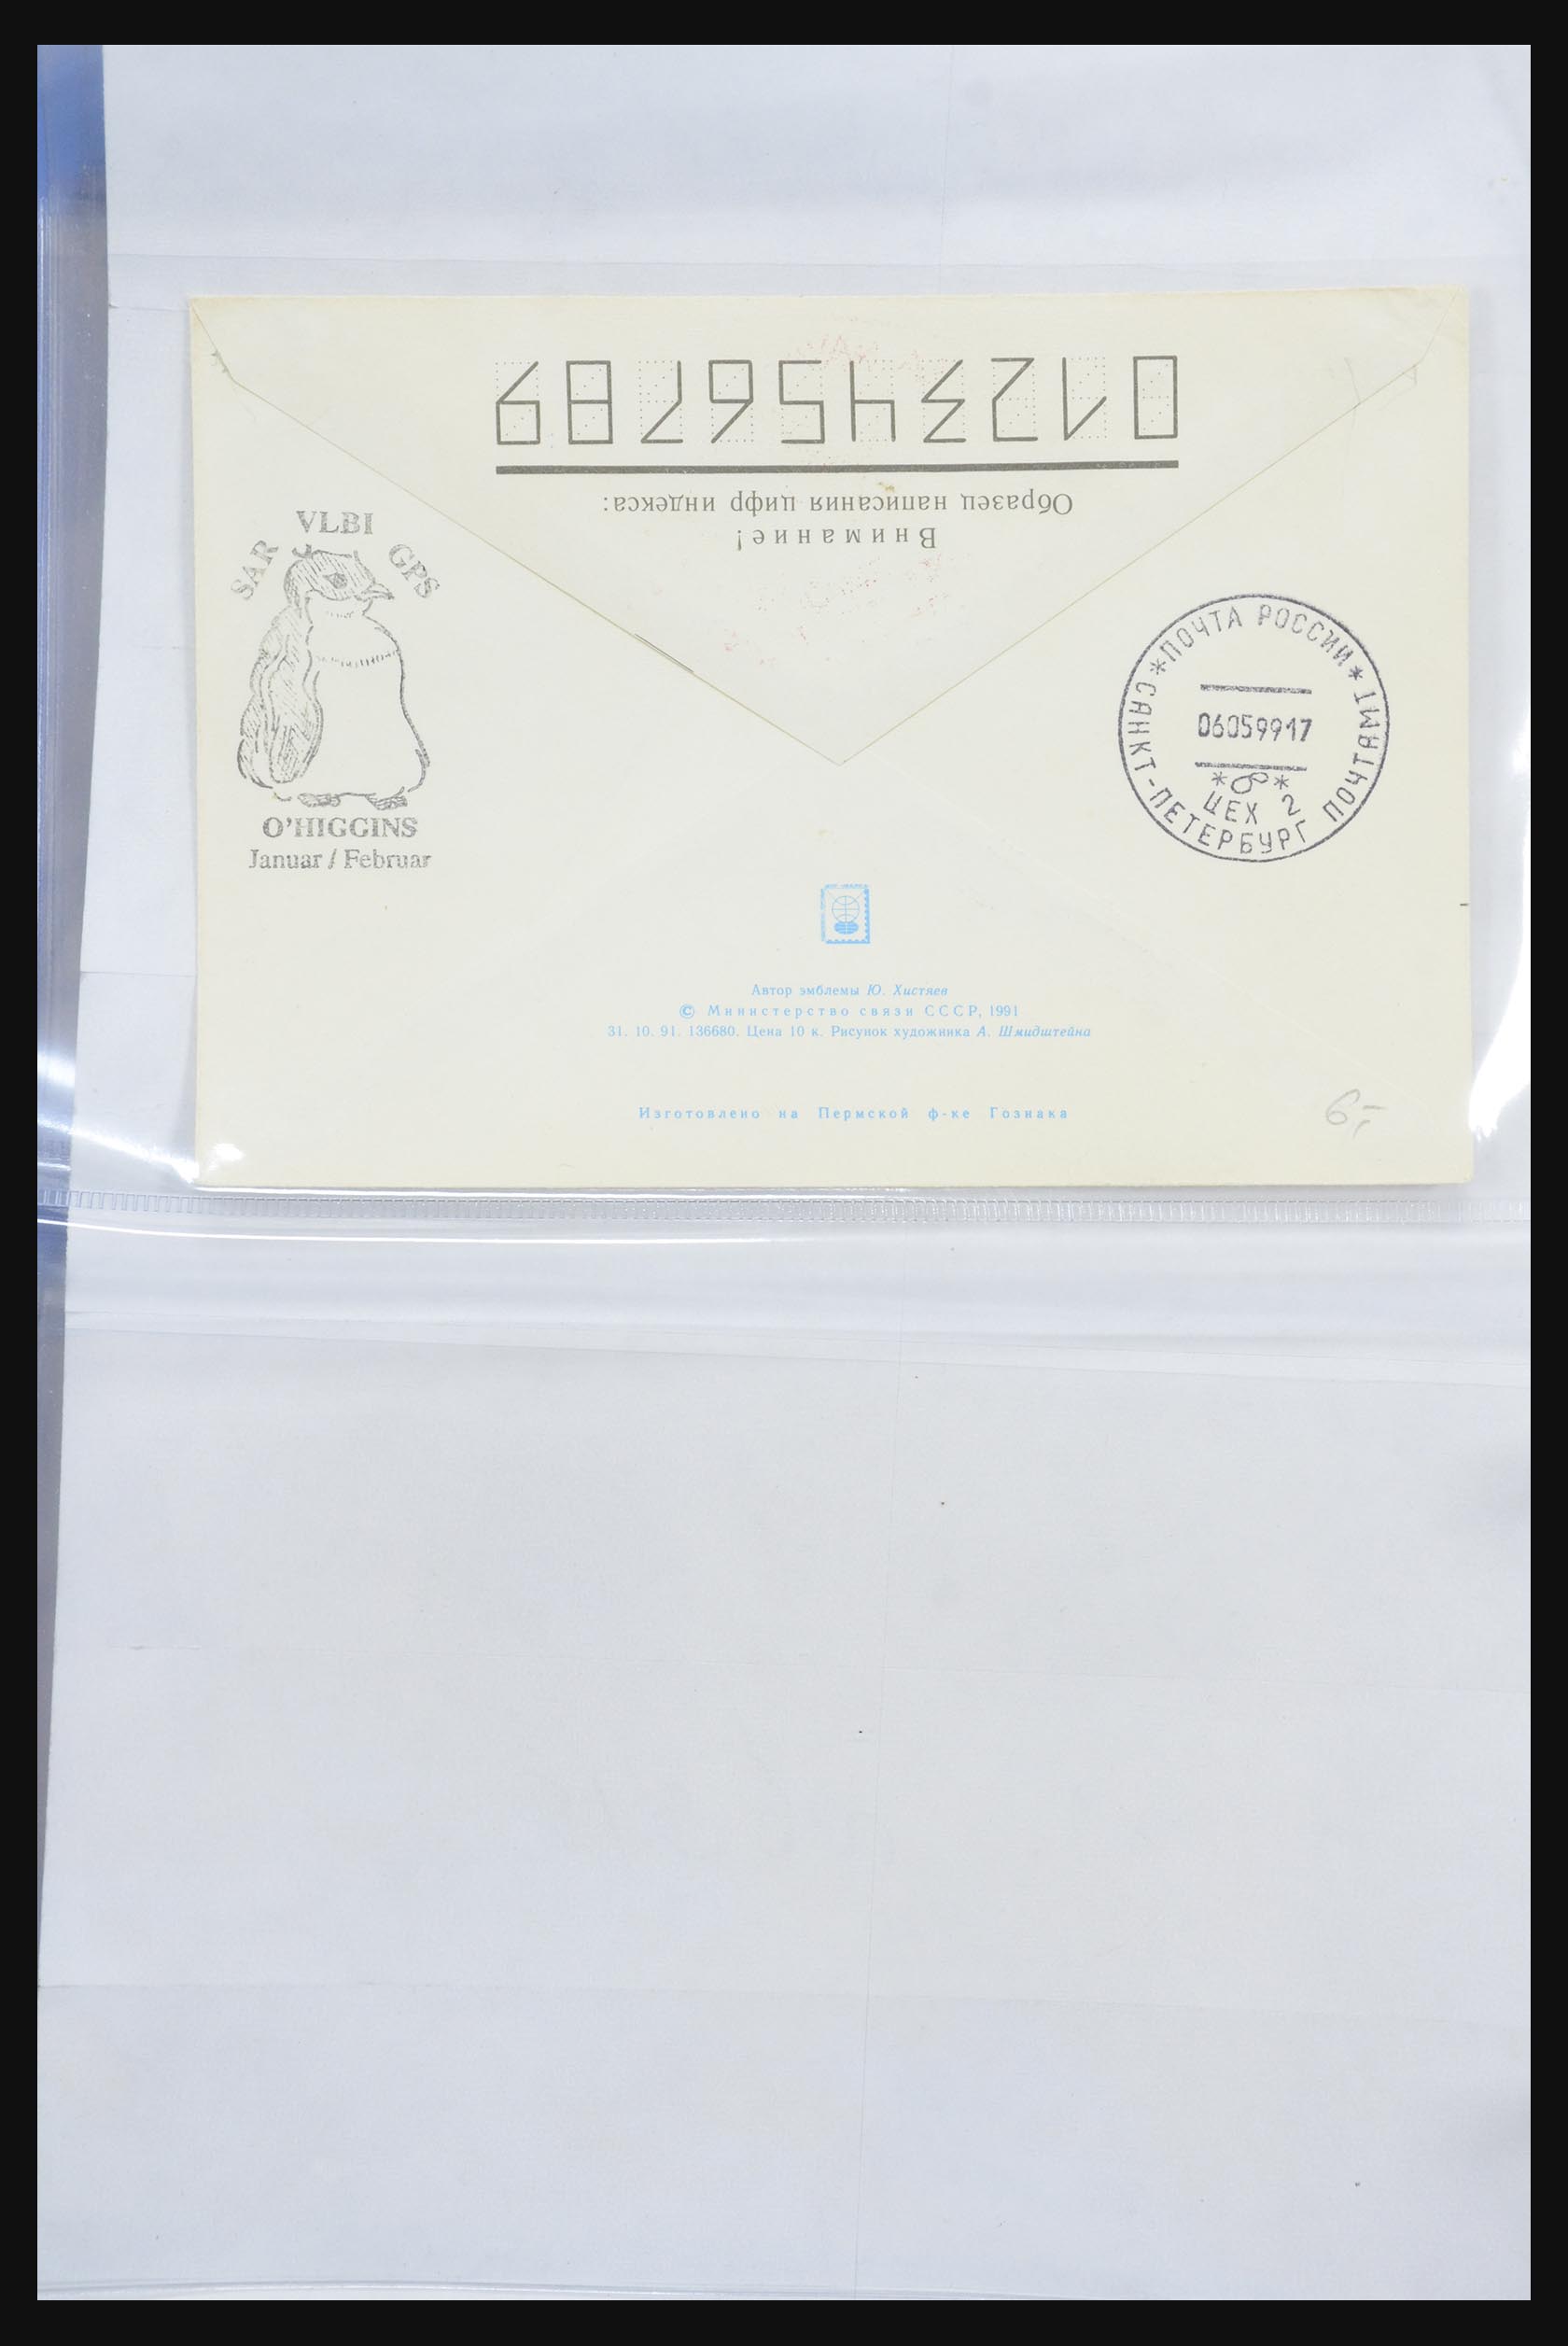 0123456789
Образец написания цифр индекса:
Внимание!
SAR VLBI GPS
O'HIGGINS
Januar / Februar
*ПОЧТА РОССИИ*
06059917
ЦЕХ 2
САНКТ-ПЕТЕРБУРГ ПОЧТАМТ
Автор эмблемы Ю. Хистяев
© Министерство связи СССР, 1991
31. 10. 91. 136680. Цена 10 к. Рисунок художника А. Шмидштейна
Изготовлено на Пермской ф-ке Гознака
6,-